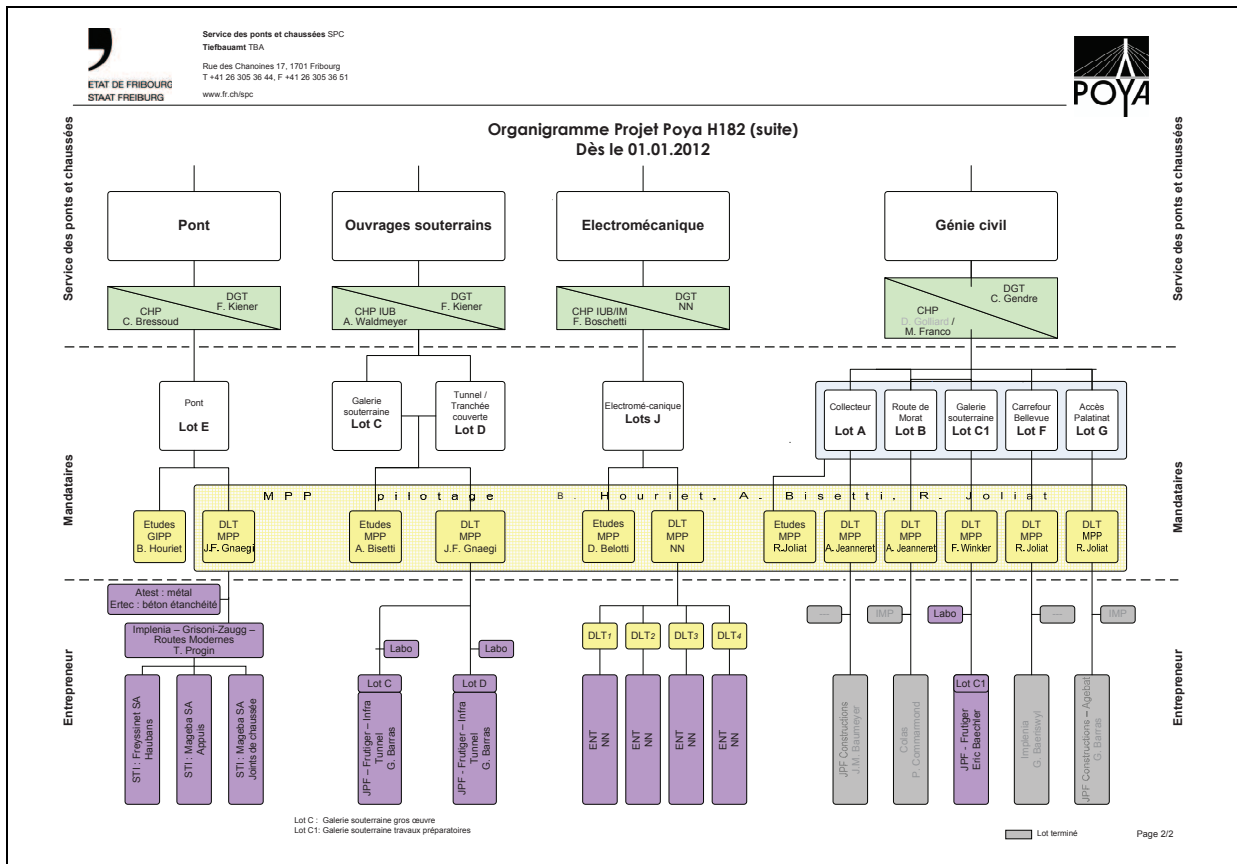 Service des ponts et chaussées SPC
Tiefbauamt TBA
Rue des Chanoines 17, 1701 Fribourg
T +41 26 305 36 44, F +41 26 305 36 51
www.fr.ch/spc
ETAT DE FRIBOURG
STAAT FREIBURG
POYA
Organigramme Projet Poya H182 (suite)
Dès le 01.01.2012
Service des ponts et chaussées
Service des ponts et chaussées
Pont
Ouvrages souterrains
Electromécanique
Génie civil
DGT
F. Kiener
CHP
C. Bressoud
DGT
F. Kiener
CHP IUB
A. Waldmeyer
DGT
NN
CHP IUB/IM
F. Boschetti
DGT
C. Gendre
CHP
D. Golliard /
M. Franco
Mandataires
Mandataires
Pont
Lot E
Galerie
souterraine
Lot C
Tunnel /
Tranchée
couverte
Lot D
Electromé-canique
Lots J
Collecteur
Lot A
Route de
Morat
Lot B
Galerie
souterraine
Lot C1
Carrefour
Bellevue
Lot F
Accès
Palatinat
Lot G
MPP pilotage B. Houriet, A. Bisetti, R. Joliat
Etudes
GIPP
B. Houriet
DLT
MPP
J.F. Gnaegi
Etudes
MPP
A. Bisetti
DLT
MPP
J.F. Gnaegi
Etudes
MPP
D. Belotti
DLT
MPP
NN
Etudes
MPP
R.Joliat
DLT
MPP
A. Jeanneret
DLT
MPP
A. Jeanneret
DLT
MPP
F. Winkler
DLT
MPP
R. Joliat
DLT
MPP
R. Joliat
Entrepreneur
Entrepreneur
Atest : métal
Ertec : béton étanchéité
Implenia – Grisoni-Zaugg –
Routes Modernes
T. Progin
STI : Freyssinet SA
Haubans
STI : Mageba SA
Appuis
STI : Mageba SA
Joints de chaussée
Labo
Labo
Lot C
JPF – Frutiger – Infra
Tunnel
G. Barras
Lot D
JPF - Frutiger – Infra
Tunnel
G. Barras
DLT1
DLT2
DLT3
DLT4
ENT
NN
ENT
NN
ENT
NN
ENT
NN
---
IMP
Labo
---
IMP
JPF Constructions
J.M. Baumeyer
Colas
P. Commarmond
Lot C1
JPF - Frutiger
Eric Baechler
Implenia
G. Baeriswyl
JPF Constructions – Agebat
G. Barras
Lot C : Galerie souterraine gros œuvre
Lot C1: Galerie souterraine travaux préparatoires
Lot terminé
Page 2/2